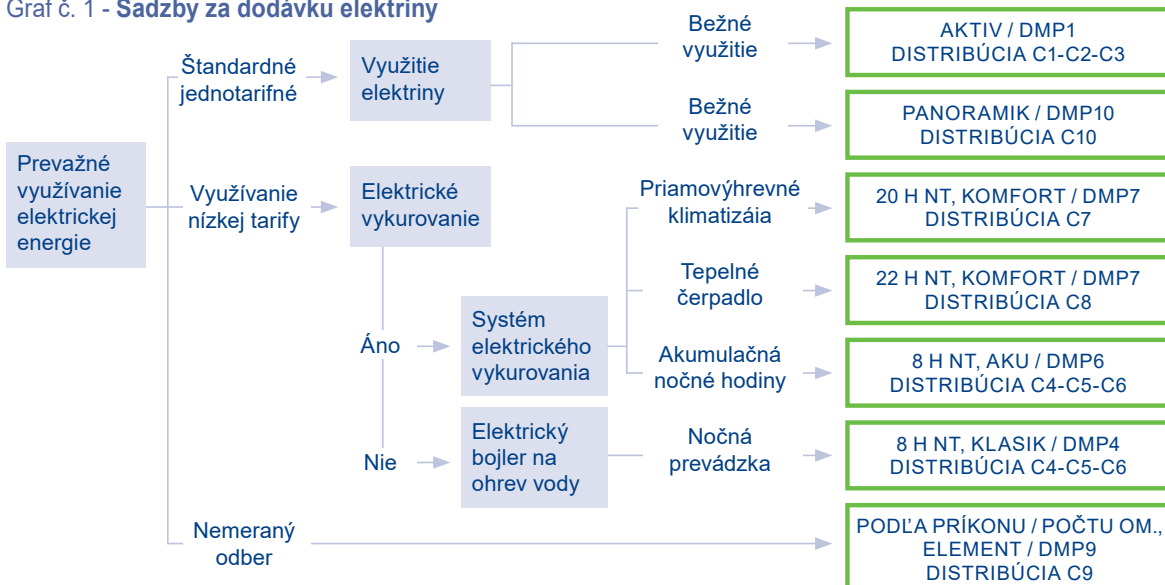 Graf č. 1 - Sadzby za dodávku elektriny
Prevažné
využívanie
elektrickej
energie
Štandardné
jednotarifné
Využitie
elektriny
Bežné
využitie
AKTIV / DMP1
DISTRIBÚCIA C1-C2-C3
Bežné
využitie
PANORAMIK / DMP10
DISTRIBÚCIA C10
Využívanie
nízkej tarify
Elektrické
vykurovanie
Áno
Systém
elektrického
vykurovania
Priamovýhrevné
klimatizáia
20 H NT, KOMFORT / DMP7
DISTRIBÚCIA C7
Tepelné
čerpadlo
22 H NT, KOMFORT / DMP7
DISTRIBÚCIA C8
Akumulačná
nočné hodiny
8 H NT, AKU / DMP6
DISTRIBÚCIA C4-C5-C6
Nie
Elektrický
bojler na
ohrev vody
Nočná
prevádzka
8 H NT, KLASIK / DMP4
DISTRIBÚCIA C4-C5-C6
Nemeraný
odber
PODĽA PRÍKONU / POČTU OM.,
ELEMENT / DMP9
DISTRIBÚCIA C9